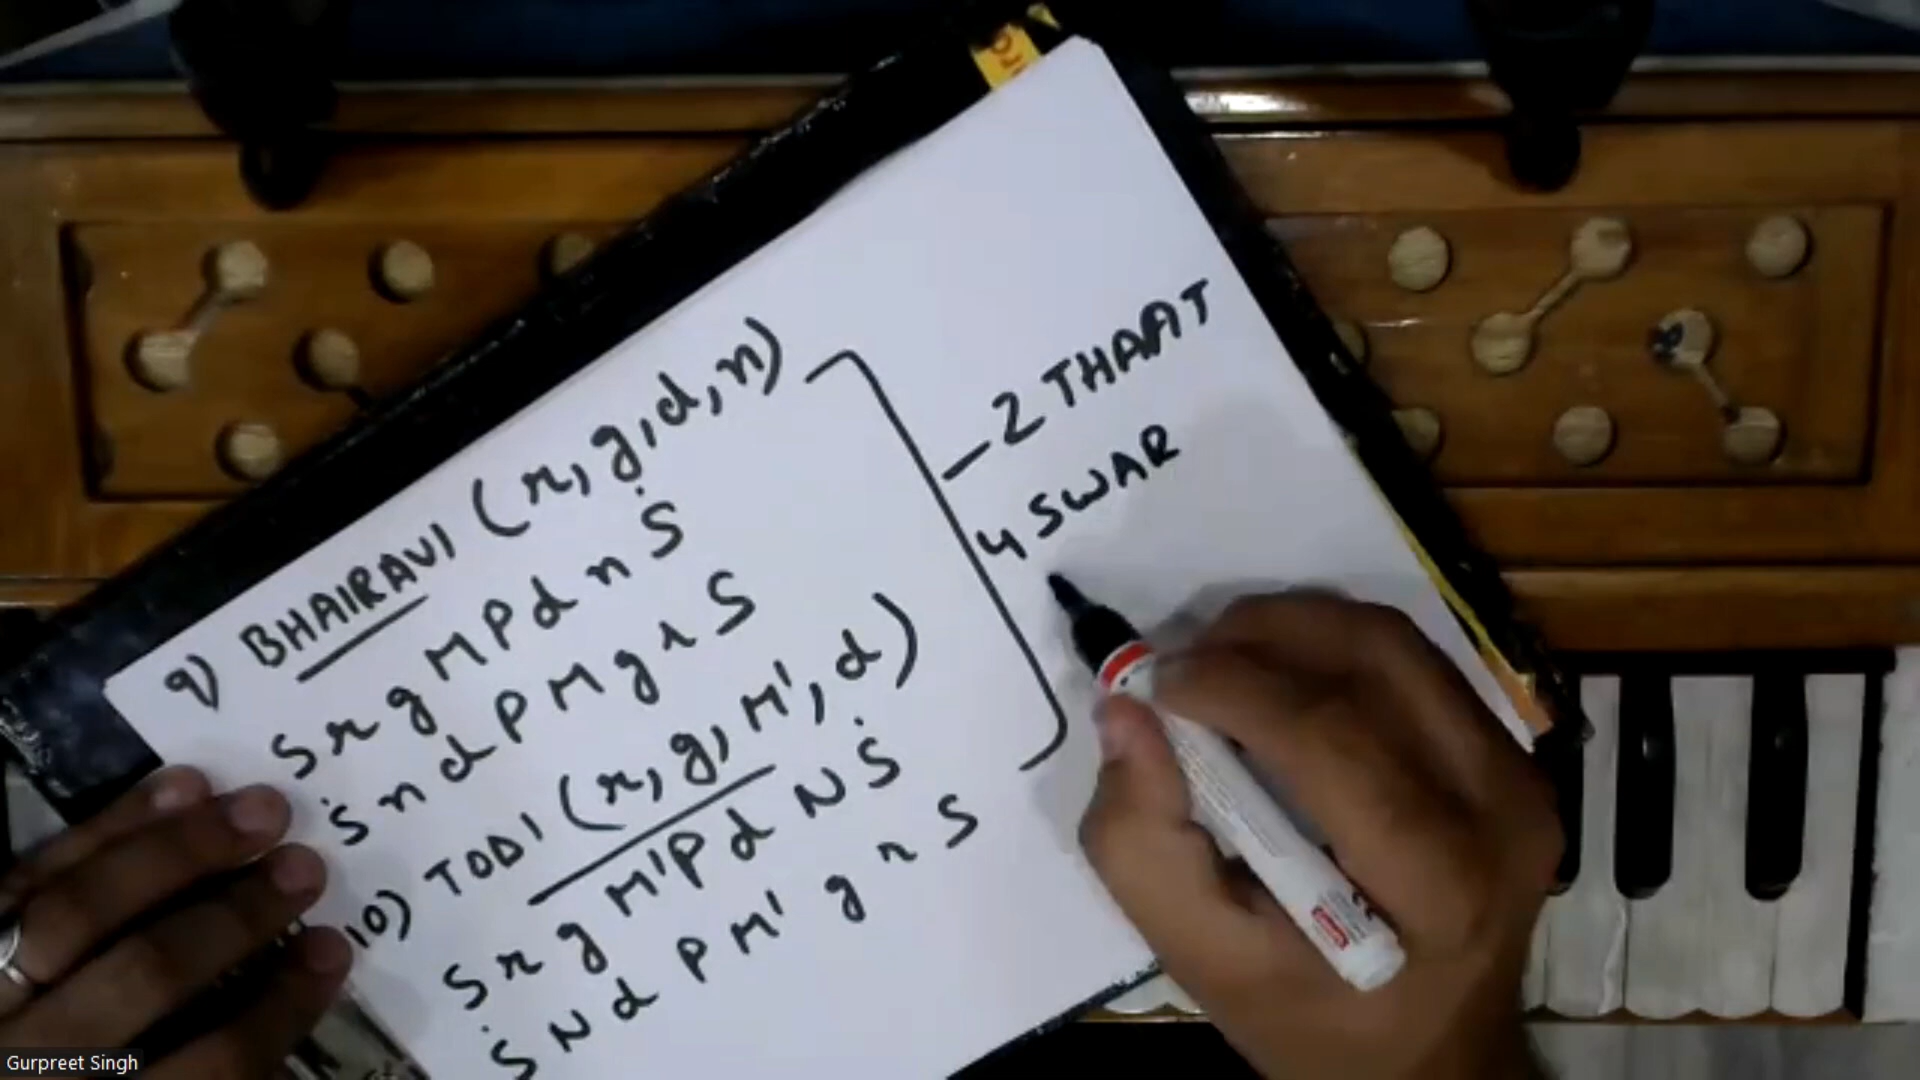 9) BHAIRAVI (r, g, d, n)
S r g M P d n Ṡ
Ṡ n d P M g r S
10) TODI (r, g, M', d)
S r g M' P d N Ṡ
Ṡ N d P M' g r S
- 2 THAAT
4 SWAR
Gurpreet Singh